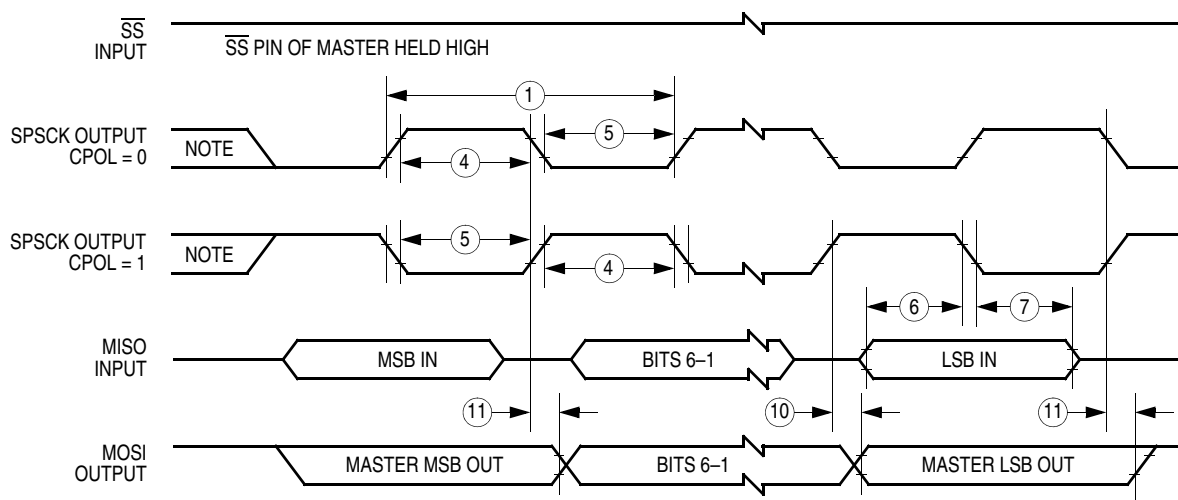 SS
INPUT
SS PIN OF MASTER HELD HIGH
1
SPSCK OUTPUT
CPOL = 0
NOTE
5
4
SPSCK OUTPUT
CPOL = 1
NOTE
5
4
6
7
MISO
INPUT
MSB IN
BITS 6–1
LSB IN
11
10
11
MOSI
OUTPUT
MASTER MSB OUT
BITS 6–1
MASTER LSB OUT